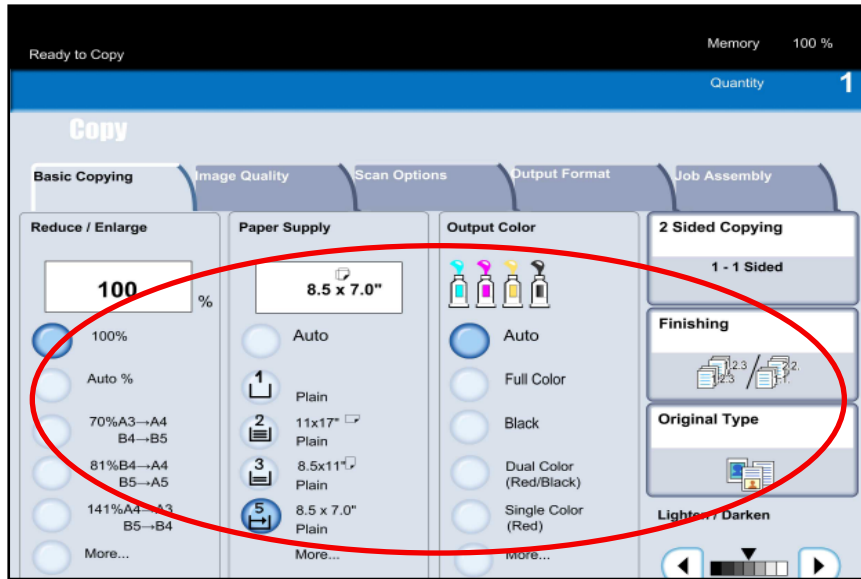 Ready to Copy
Memory 100 %
Quantity 1
Copy
Basic Copying
Image Quality
Scan Options
Output Format
Job Assembly
Reduce / Enlarge
100 %
100%
Auto %
70%A3→A4
B4→B5
81%B4→A4
B5→A5
141%A4→A3
B5→B4
More...
Paper Supply
8.5 x 7.0"
Auto
1
Plain
2 11x17"
Plain
3 8.5x11"
Plain
5 8.5 x 7.0"
Plain
More...
Output Color
Auto
Full Color
Black
Dual Color
(Red/Black)
Single Color
(Red)
More...
2 Sided Copying
1 - 1 Sided
Finishing
Original Type
Lighten / Darken